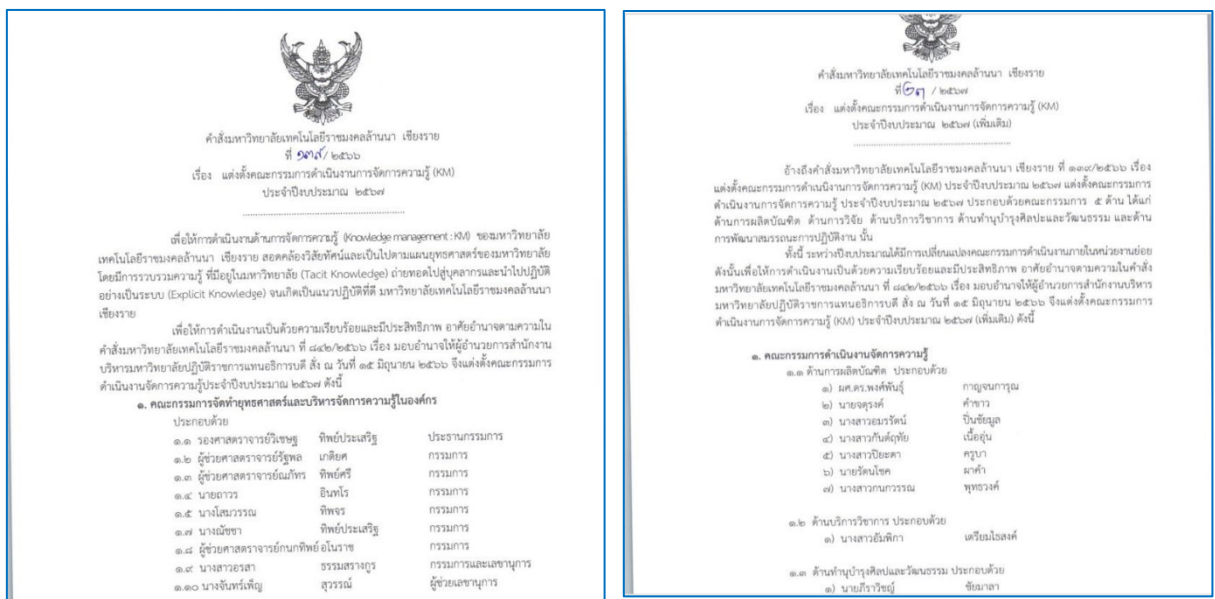 คำสั่งมหาวิทยาลัยเทคโนโลยีราชมงคลล้านนา เชียงราย
ที่ ๑๓๙/ ๒๕๖๖
เรื่อง แต่งตั้งคณะกรรมการดำเนินงานการจัดการความรู้ (KM)
ประจำปีงบประมาณ ๒๕๖๗
เพื่อให้การดำเนินงานด้านการจัดการความรู้ (Knowledge management : KM) ของมหาวิทยาลัย
เทคโนโลยีราชมงคลล้านนา เชียงราย สอดคล้องวิสัยทัศน์และเป็นไปตามแผนยุทธศาสตร์ของมหาวิทยาลัย
โดยมีการรวบรวมความรู้ ที่มีอยู่ในมหาวิทยาลัย (Tacit Knowledge) ถ่ายทอดไปสู่บุคลากรและนำไปปฏิบัติ
อย่างเป็นระบบ (Explicit Knowledge) จนเกิดเป็นแนวปฏิบัติที่ดี มหาวิทยาลัยเทคโนโลยีราชมงคลล้านนา
เชียงราย
เพื่อให้การดำเนินงานเป็นด้วยความเรียบร้อยและมีประสิทธิภาพ อาศัยอำนาจตามความใน
คำสั่งมหาวิทยาลัยเทคโนโลยีราชมงคลล้านนา ที่ ๘๔๒/๒๕๖๖ เรื่อง มอบอำนาจให้ผู้อำนวยการสำนักงาน
บริหารมหาวิทยาลัยปฏิบัติราชการแทนอธิการบดี สั่ง ณ วันที่ ๑๕ มิถุนายน ๒๕๖๖ จึงแต่งตั้งคณะกรรมการ
ดำเนินงานจัดการความรู้ประจำปีงบประมาณ ๒๕๖๗ ดังนี้
๑. คณะกรรมการจัดทำยุทธศาสตร์และบริหารจัดการความรู้ในองค์กร
ประกอบด้วย
๑.๑ รองศาสตราจารย์วิเชษฐ ทิพย์ประเสริฐ ประธานกรรมการ
๑.๒ ผู้ช่วยศาสตราจารย์รัฐพล เกติยศ กรรมการ
๑.๓ ผู้ช่วยศาสตราจารย์ณภัทร ทิพย์ศรี กรรมการ
๑.๔ นายถาวร อินทโร กรรมการ
๑.๕ นางโสมวรรณ ทิพจร กรรมการ
๑.๗ นางณัชชา ทิพย์ประเสริฐ กรรมการ
๑.๘ ผู้ช่วยศาสตราจารย์กนกทิพย์ อโนราช กรรมการ
๑.๙ นางสาวอรสา ธรรมสรางกูร กรรมการและเลขานุการ
๑.๑๐ นางจันทร์เพ็ญ สุวรรณ์ ผู้ช่วยเลขานุการ
คำสั่งมหาวิทยาลัยเทคโนโลยีราชมงคลล้านนา เชียงราย
ที่ / ๒๕๖๗
เรื่อง แต่งตั้งคณะกรรมการดำเนินงานการจัดการความรู้ (KM)
ประจำปีงบประมาณ ๒๕๖๗ (เพิ่มเติม)
อ้างถึงคำสั่งมหาวิทยาลัยเทคโนโลยีราชมงคลล้านนา เชียงราย ที่ ๑๓๙/๒๕๖๖ เรื่อง
แต่งตั้งคณะกรรมการดำเนินงานการจัดการความรู้ (KM) ประจำปีงบประมาณ ๒๕๖๗ แต่งตั้งคณะกรรมการ
ดำเนินงานการจัดการความรู้ ประจำปีงบประมาณ ๒๕๖๗ ประกอบด้วยคณะกรรมการ ๕ ด้าน ได้แก่
ด้านการผลิตบัณฑิต ด้านการวิจัย ด้านบริการวิชาการ ด้านทำนุบำรุงศิลปะและวัฒนธรรม และด้าน
การพัฒนาสมรรถนะการปฏิบัติงาน นั้น
ทั้งนี้ ระหว่างปีงบประมาณได้มีการเปลี่ยนแปลงคณะกรรมการดำเนินงานภายในหน่วยงานย่อย
ดังนั้นเพื่อให้การดำเนินงานเป็นด้วยความเรียบร้อยและมีประสิทธิภาพ อาศัยอำนาจตามความในคำสั่ง
มหาวิทยาลัยเทคโนโลยีราชมงคลล้านนา ที่ ๘๔๒/๒๕๖๖ เรื่อง มอบอำนาจให้ผู้อำนวยการสำนักงานบริหาร
มหาวิทยาลัยปฏิบัติราชการแทนอธิการบดี สั่ง ณ วันที่ ๑๕ มิถุนายน ๒๕๖๖ จึงแต่งตั้งคณะกรรมการ
ดำเนินงานการจัดการความรู้ (KM) ประจำปีงบประมาณ ๒๕๖๗ (เพิ่มเติม) ดังนี้
๑. คณะกรรมการดำเนินงานจัดการความรู้
๑.๑ ด้านการผลิตบัณฑิต ประกอบด้วย
๑) ผศ.ดร.พงศ์พันธุ์ กาญจนการุณ
๒) นายจตุรงค์ คำขาว
๓) นางสาวอมรรัตน์ ปิ่นชัยมูล
๔) นางสาวกันต์ฤทัย เนื้ออุ่น
๕) นางสาวปิยะดา ครูบา
๖) นายรัตนโชค ผาคำ
๗) นางสาวกนกวรรณ พุทธวงค์
๑.๒ ด้านบริการวิชาการ ประกอบด้วย
๑) นางสาวอัมพิกา เตรียมไธสงค์
๑.๓ ด้านทำนุบำรุงศิลปะและวัฒนธรรม ประกอบด้วย
๑) นายภีราวิชญ์ ชัยมาลา